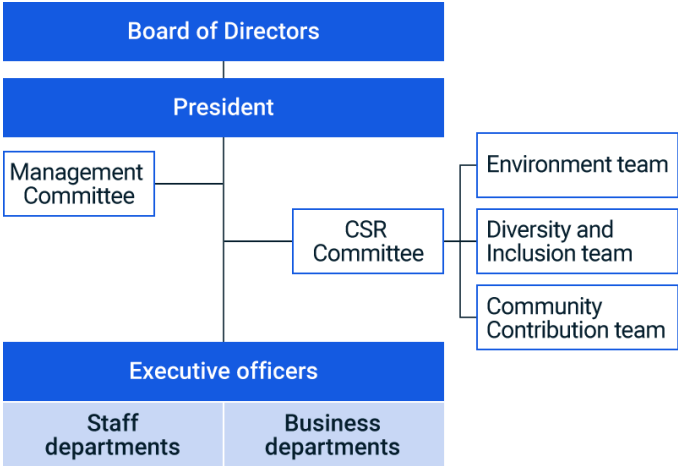 Board of Directors
President
Management
Committee
CSR
Committee
Environment team
Diversity and
Inclusion team
Community
Contribution team
Executive officers
Staff
departments
Business
departments